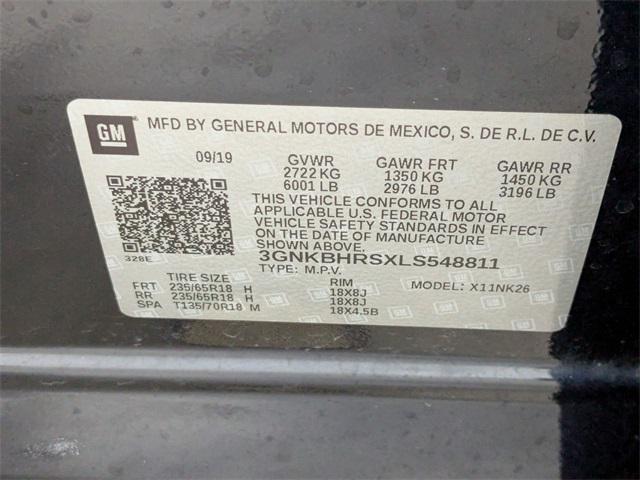 GM MFD BY GENERAL MOTORS DE MEXICO, S. DE R.L. DE C.V.
09/19 GVWR GAWR FRT GAWR RR
2722 KG 1350 KG 1450 KG
6001 LB 2976 LB 3196 LB
THIS VEHICLE CONFORMS TO ALL
APPLICABLE U.S. FEDERAL MOTOR
VEHICLE SAFETY STANDARDS IN EFFECT
ON THE DATE OF MANUFACTURE
SHOWN ABOVE.
328E 3GNKBHRSXLS548811
TYPE: M.P.V. MODEL: X11NK26
TIRE SIZE RIM
FRT 235/65R18 H 18X8J
RR 235/65R18 H 18X8J
SPA T135/70R18 M 18X4.5B